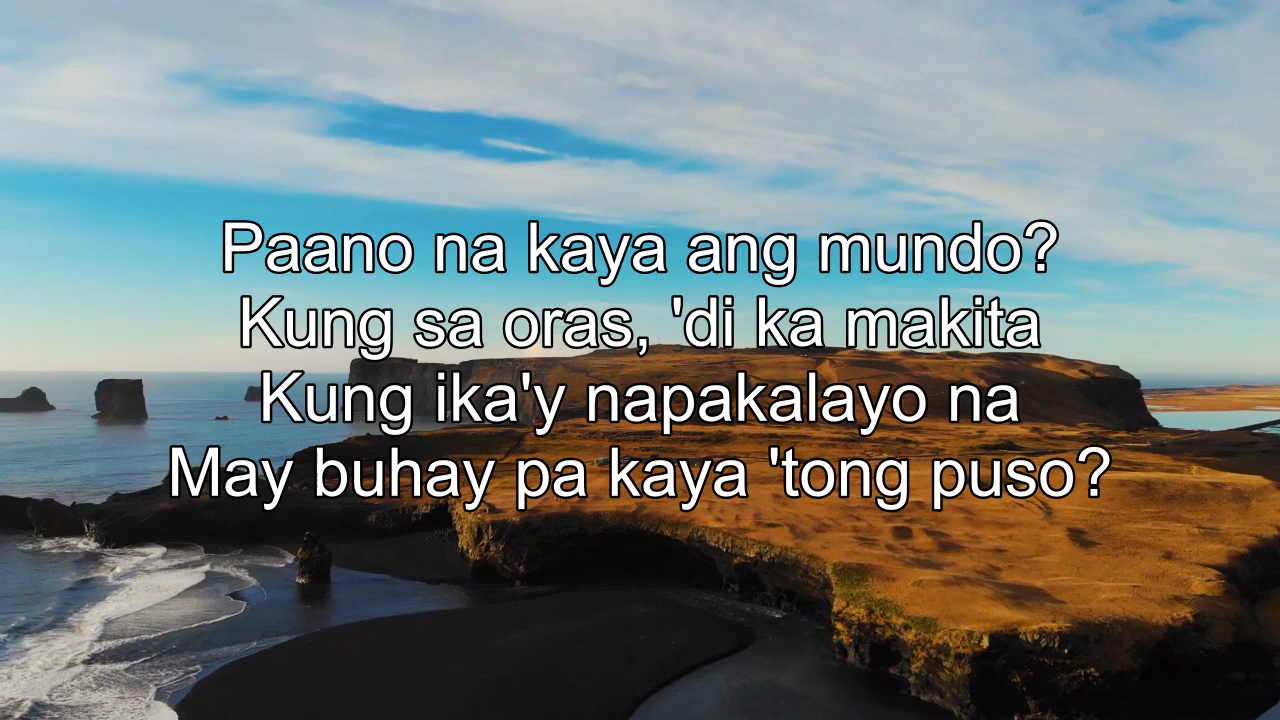 Paano na kaya ang mundo?
Kung sa oras, 'di ka makita
Kung ika'y napakalayo na
May buhay pa kaya 'tong puso?